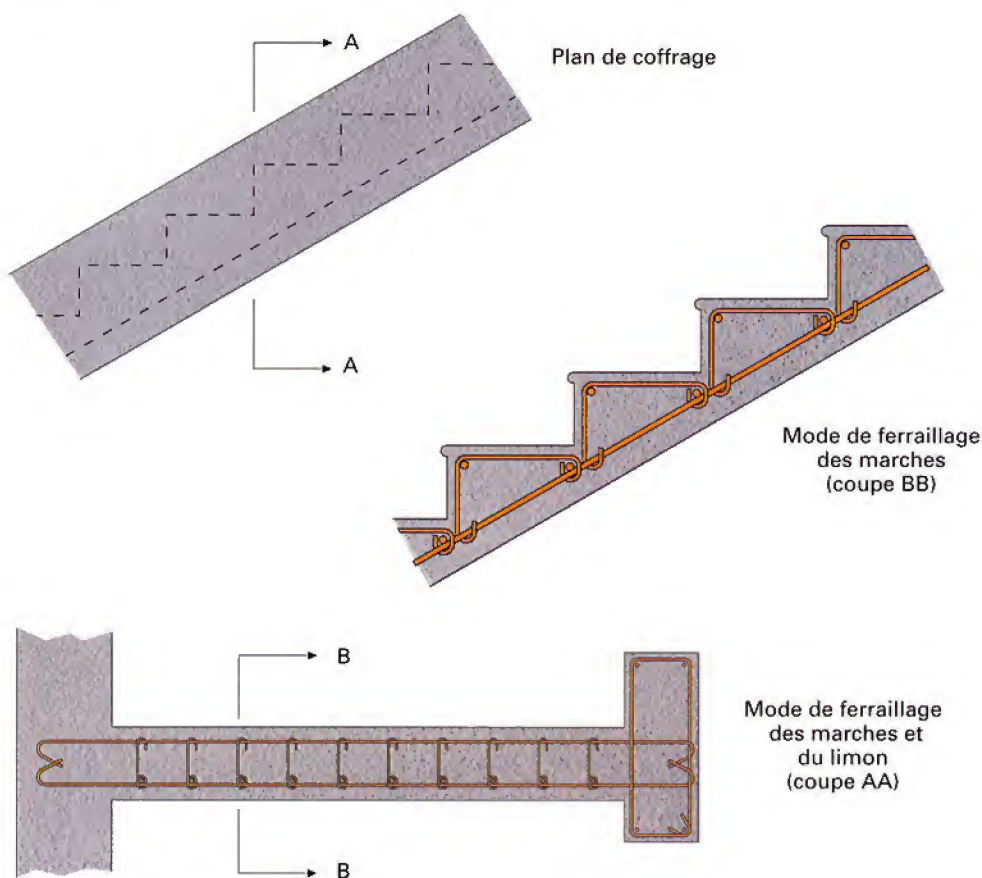 A
Plan de coffrage
A
Mode de ferraillage
des marches
(coupe BB)
B
Mode de ferraillage
des marches et
du limon
(coupe AA)
B